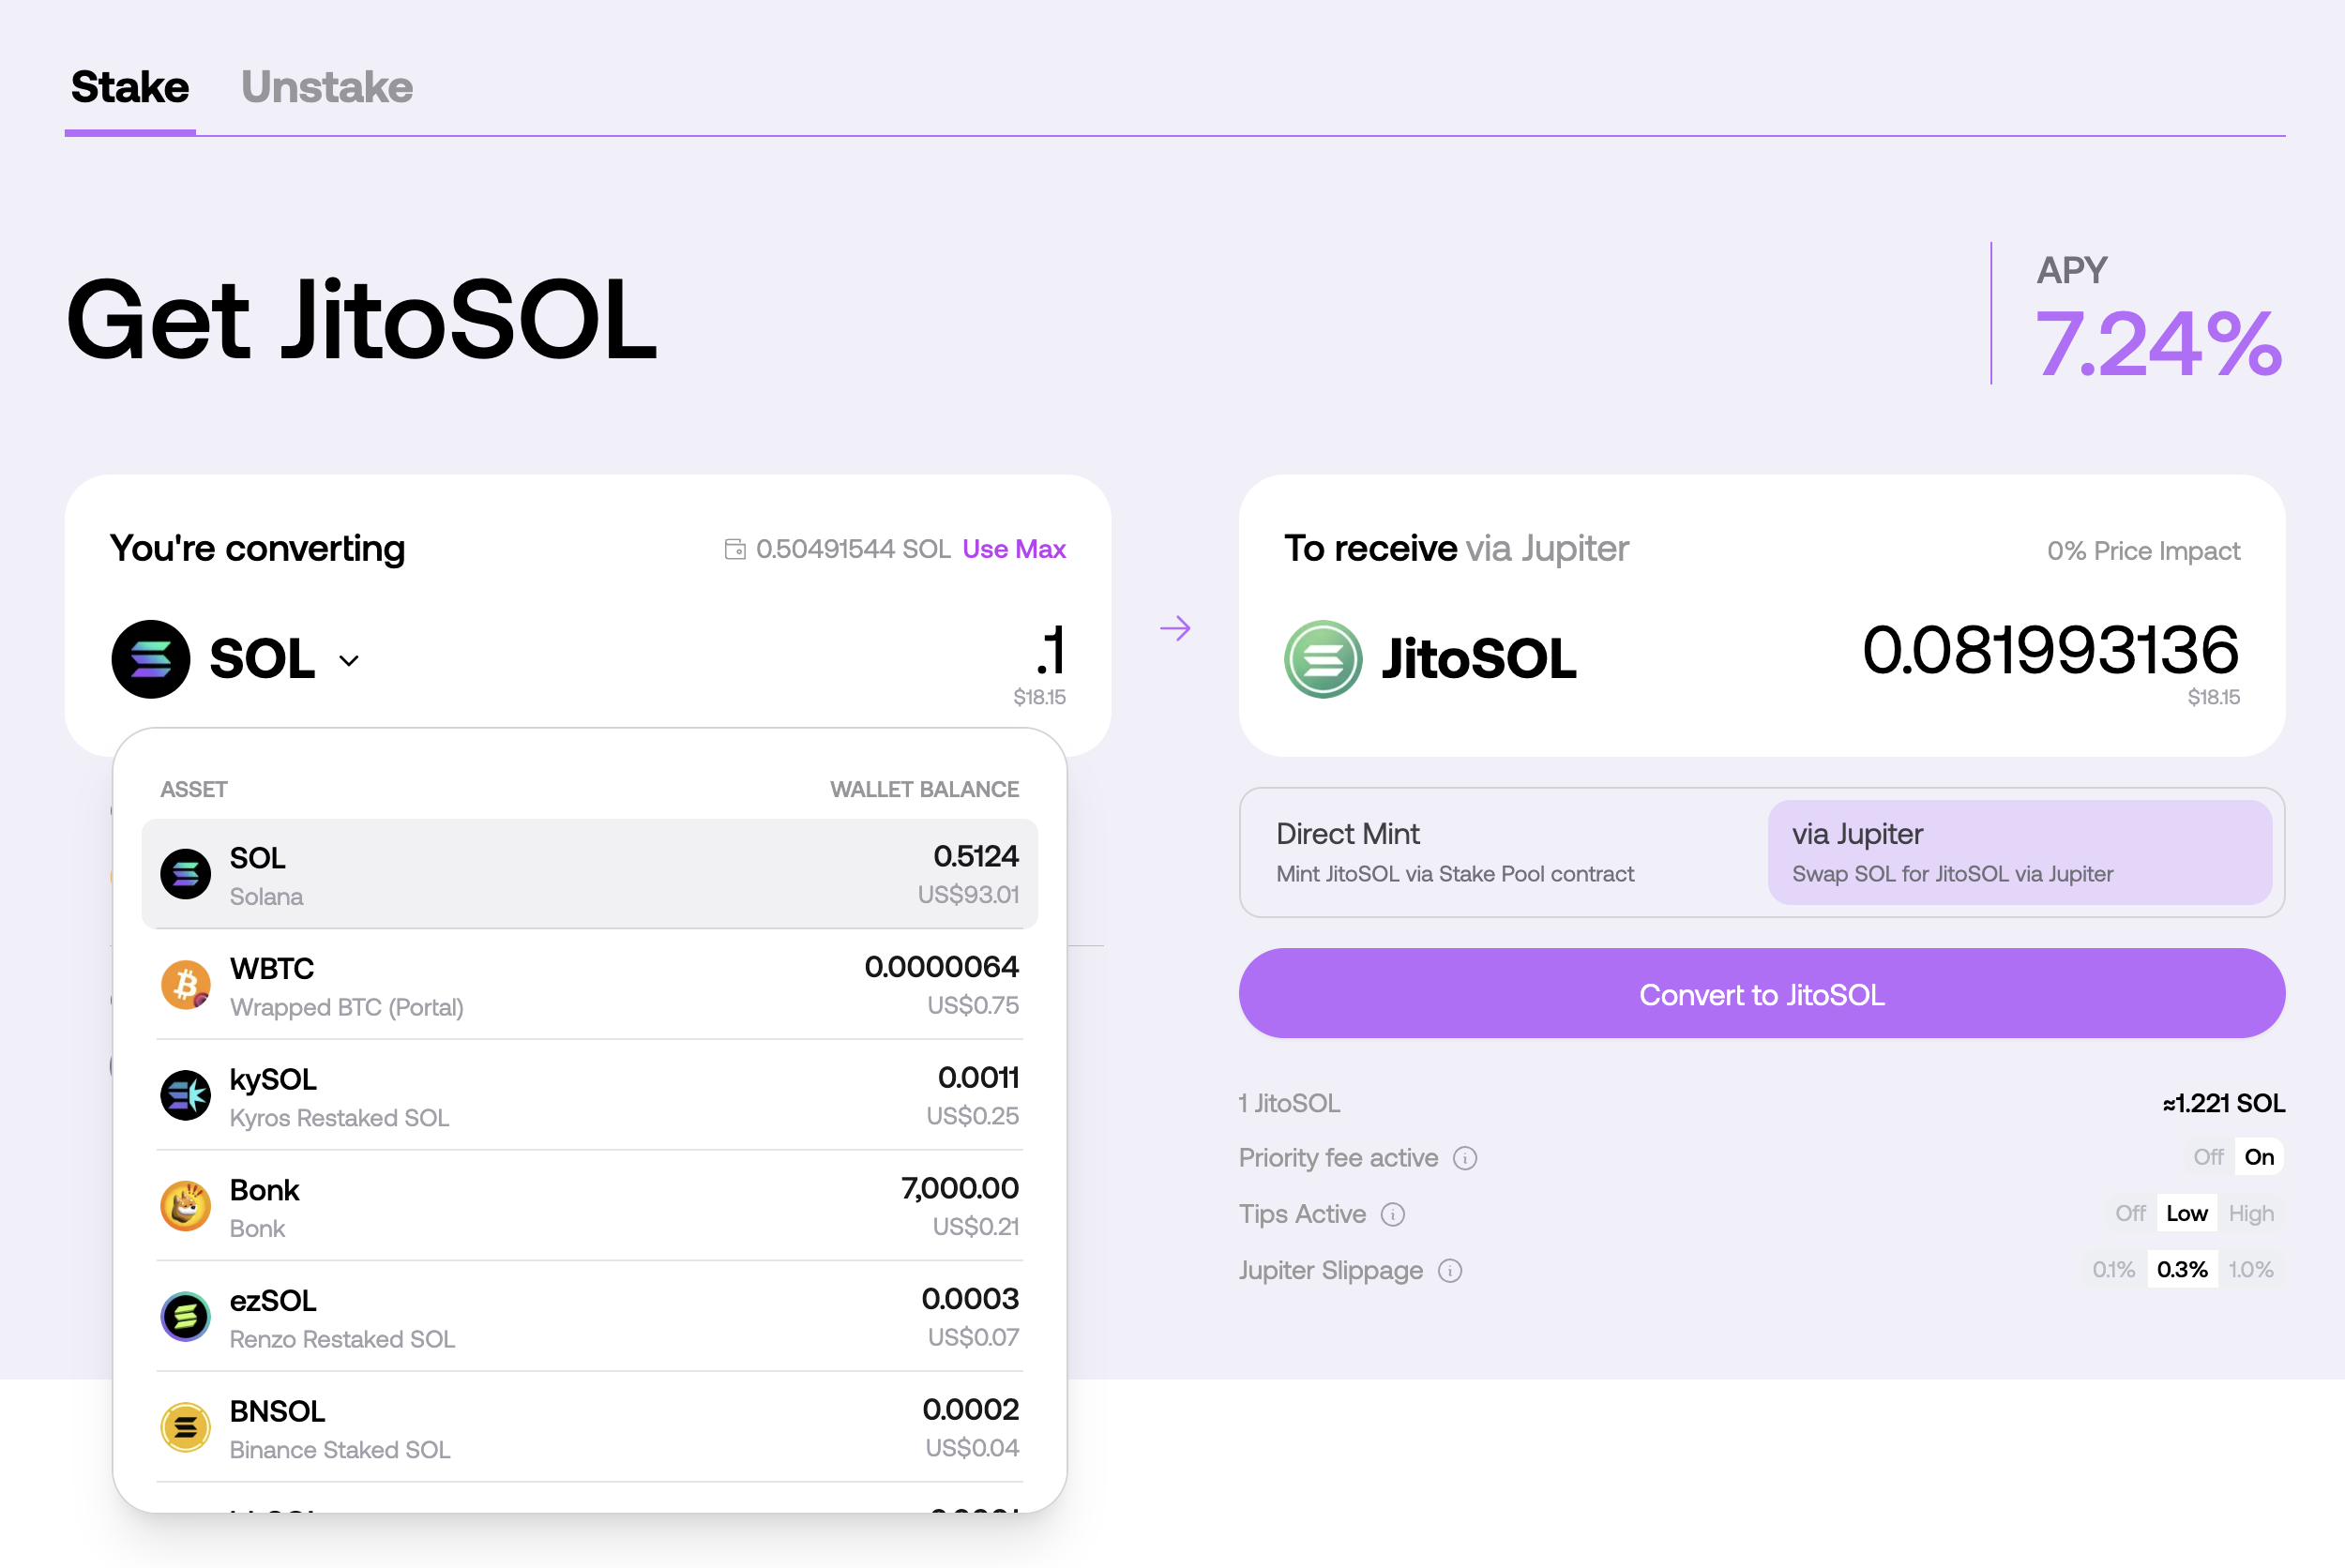 Stake Unstake
Get JitoSOL
APY
7.24%
You're converting 0.50491544 SOL Use Max
SOL .1
$18.15
To receive via Jupiter 0% Price Impact
JitoSOL 0.081993136
$18.15
ASSET WALLET BALANCE
SOL 0.5124
Solana US$93.01
WBTC 0.0000064
Wrapped BTC (Portal) US$0.75
kySOL 0.0011
Kyros Restaked SOL US$0.25
Bonk 7,000.00
Bonk US$0.21
ezSOL 0.0003
Renzo Restaked SOL US$0.07
BNSOL 0.0002
Binance Staked SOL US$0.04
Direct Mint
Mint JitoSOL via Stake Pool contract
via Jupiter
Swap SOL for JitoSOL via Jupiter
Convert to JitoSOL
1 JitoSOL ≈1.221 SOL
Priority fee active Off On
Tips Active Off Low High
Jupiter Slippage 0.1% 0.3% 1.0%